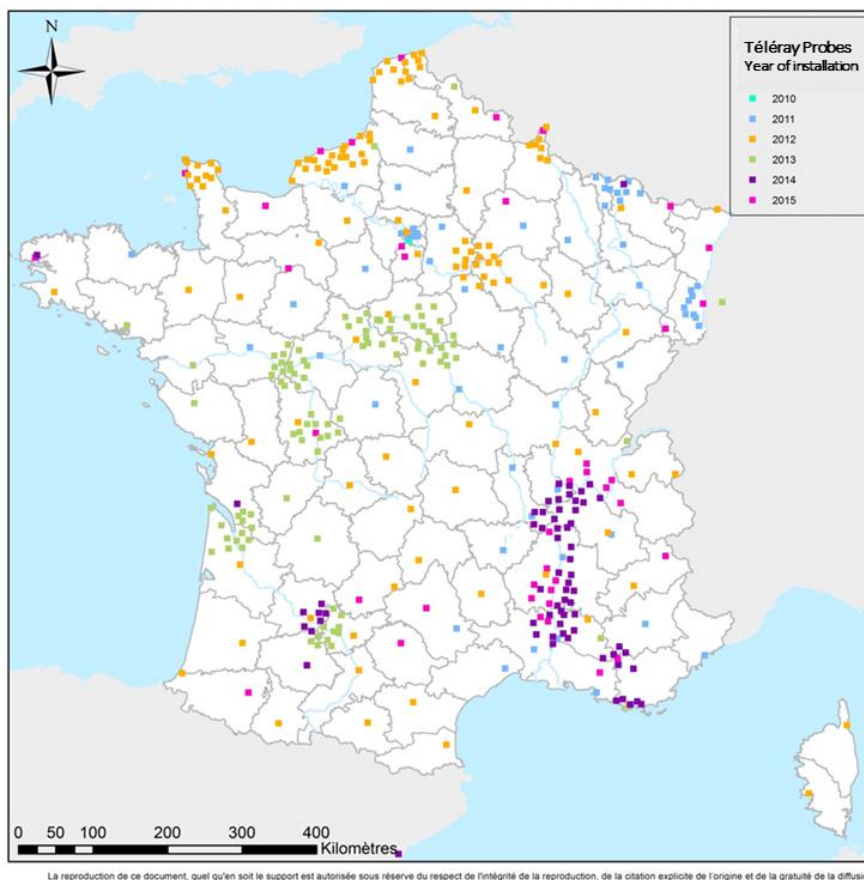 N
Téléray Probes
Year of installation
2010
2011
2012
2013
2014
2015
0 50 100 200 300 400
Kilomètres
La reproduction de ce document, quel qu'en soit le support est autorisée sous réserve du respect de l'intégrité de la reproduction, de la citation explicite de l'origine et de la gratuité de la diffusi